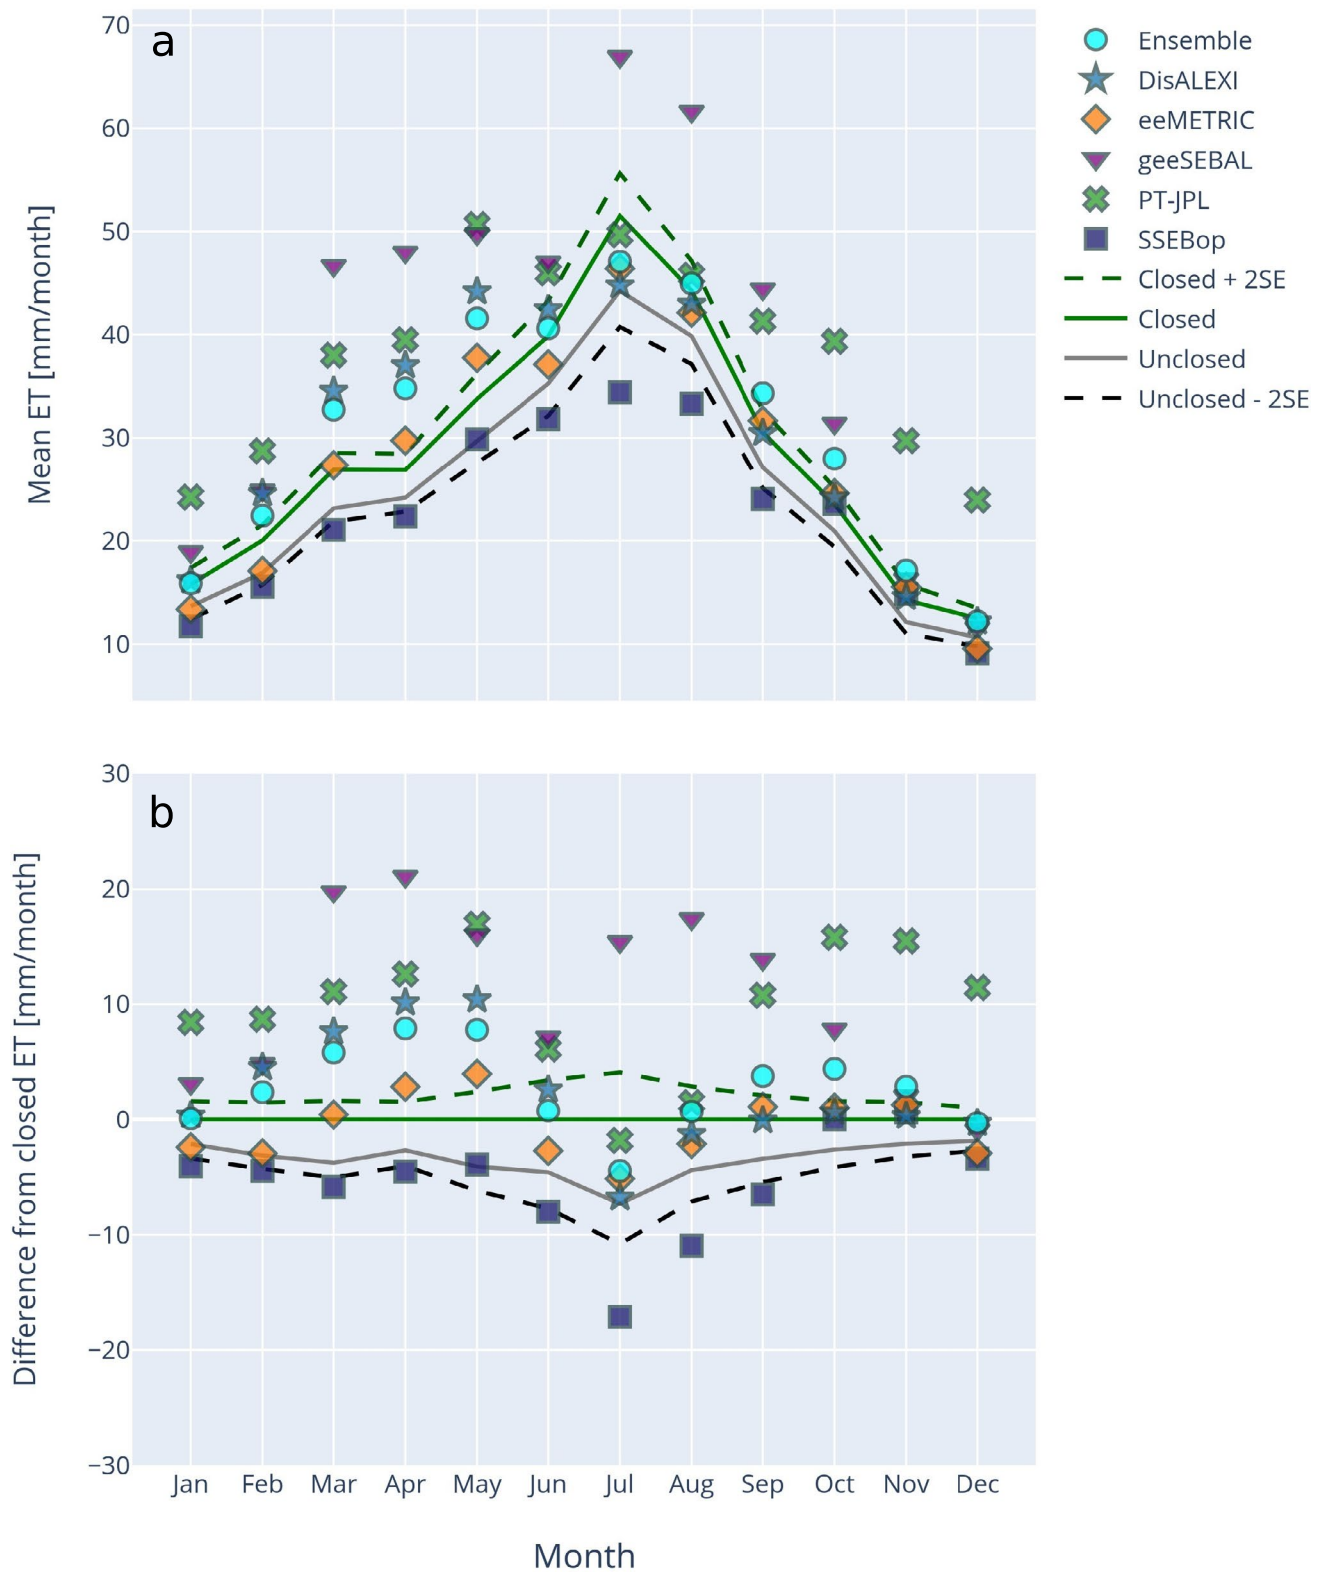 a
70
60
50
40
30
20
10
Mean ET [mm/month]
Ensemble
DisALEXI
eeMETRIC
geeSEBAL
PT-JPL
SSEBop
Closed + 2SE
Closed
Unclosed
Unclosed - 2SE
b
30
20
10
0
−10
−20
−30
Difference from closed ET [mm/month]
Jan Feb Mar Apr May Jun Jul Aug Sep Oct Nov Dec
Month